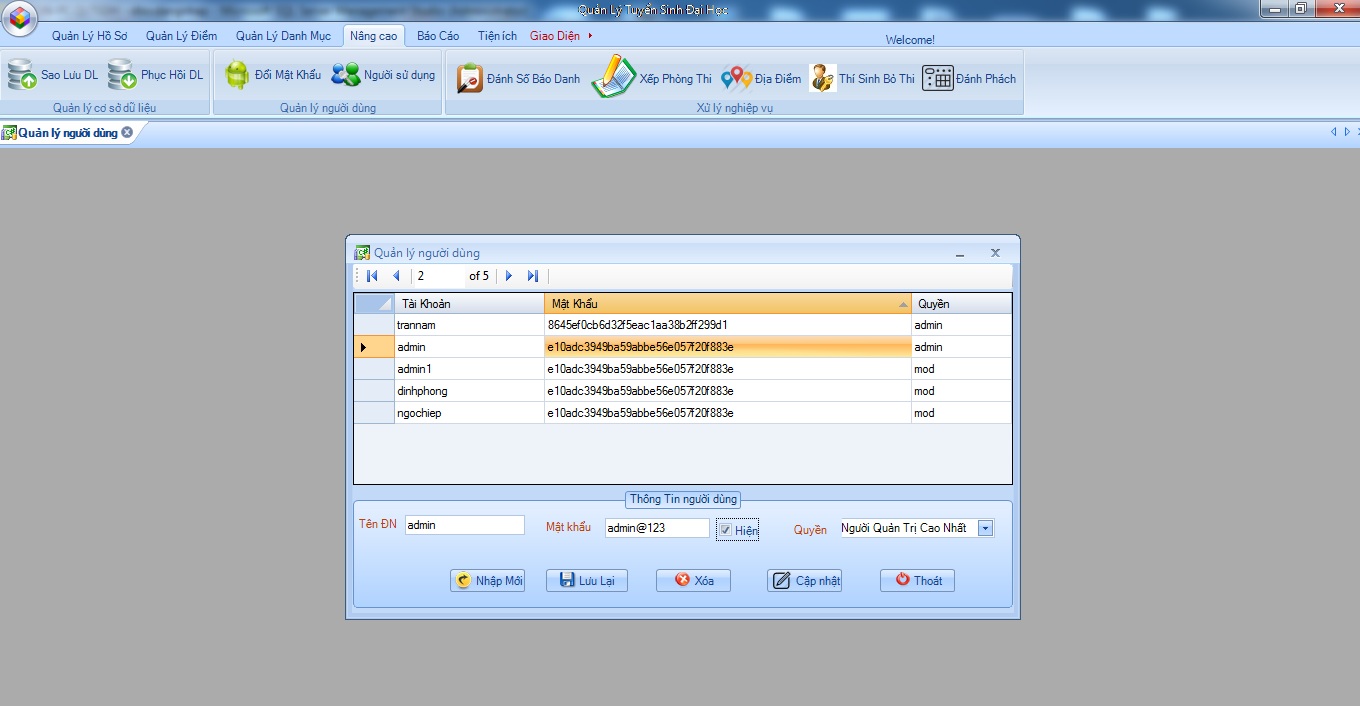 Quản Lý Tuyển Sinh Đại Học
Quản Lý Hồ Sơ Quản Lý Điểm Quản Lý Danh Mục Nâng cao Báo Cáo Tiện ích Giao Diện Welcome!
Sao Lưu DL Phục Hồi DL Đổi Mật Khẩu Người sử dụng Đánh Số Báo Danh Xếp Phòng Thi Địa Điểm Thí Sinh Bỏ Thi Đánh Phách
Quản lý cơ sở dữ liệu Quản lý người dùng Xử lý nghiệp vụ
Quản lý người dùng
Quản lý người dùng
2 of 5
Tài Khoản Mật Khẩu Quyền
trannam 8645ef0cb6d32f5eac1aa38b2ff299d1 admin
admin e10adc3949ba59abbe56e057f20f883e admin
admin1 e10adc3949ba59abbe56e057f20f883e mod
dinhphong e10adc3949ba59abbe56e057f20f883e mod
ngochiep e10adc3949ba59abbe56e057f20f883e mod
Thông Tin người dùng
Tên ĐN admin Mật khẩu admin@123 Hiện Quyền Người Quản Trị Cao Nhất
Nhập Mới Lưu Lại Xóa Cập nhật Thoát